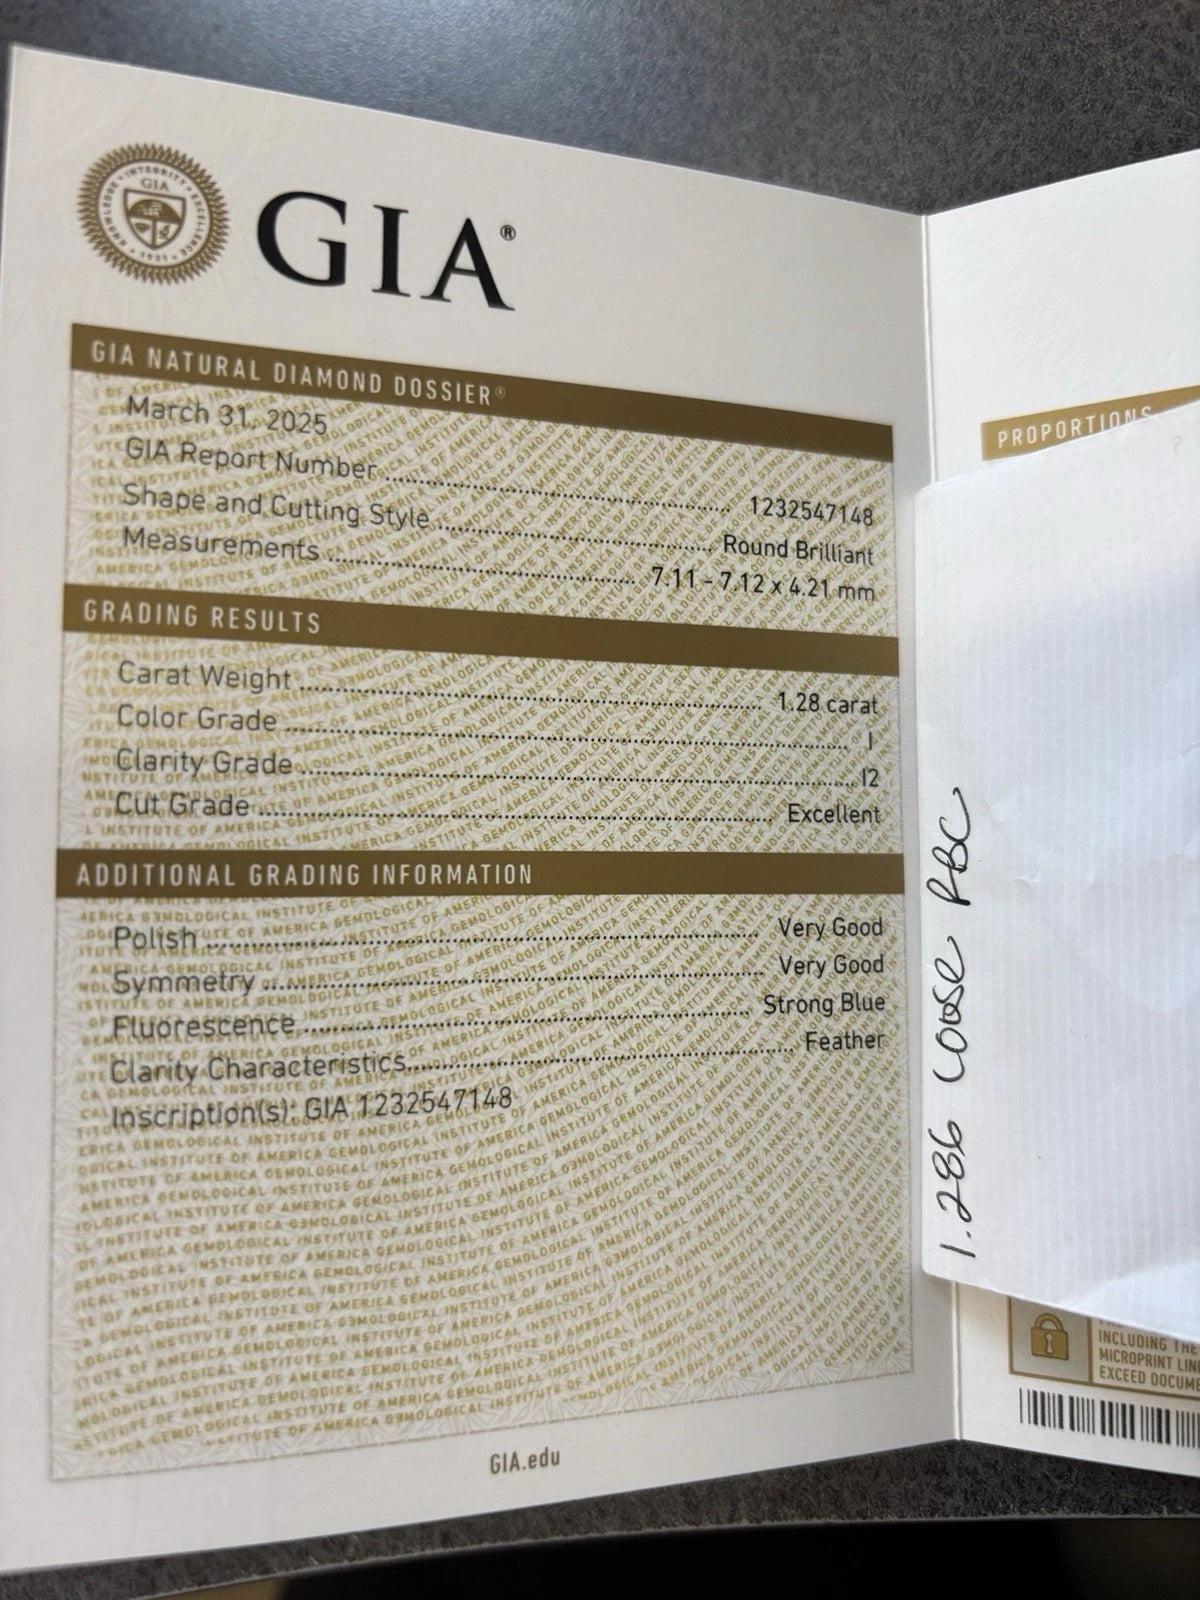 GIA®
GIA NATURAL DIAMOND DOSSIER®
March 31, 2025
GIA Report Number 1232547148
Shape and Cutting Style Round Brilliant
Measurements 7.11 - 7.12 x 4.21 mm
GRADING RESULTS
Carat Weight 1.28 carat
Color Grade I
Clarity Grade I2
Cut Grade Excellent
ADDITIONAL GRADING INFORMATION
Polish Very Good
Symmetry Very Good
Fluorescence Strong Blue
Clarity Characteristics Feather
Inscription(s): GIA 1232547148
GIA.edu
PROPORTIONS
1.286 Loose RBC
INCLUDING THE
MICROPRINT LIN
EXCEED DOCUME